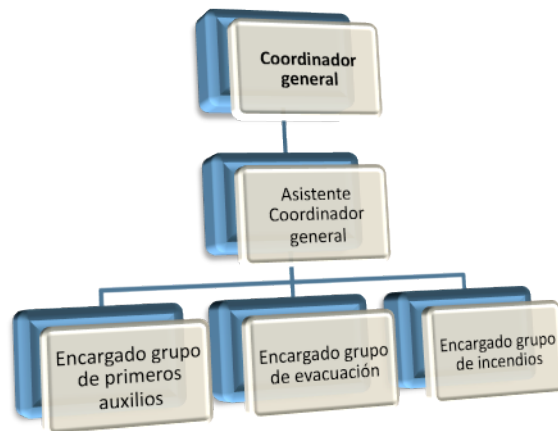 Coordinador
general
Asistente
Coordinador
general
Encargado grupo
de primeros
auxilios
Encargado grupo
de evacuación
Encargado grupo
de incendios